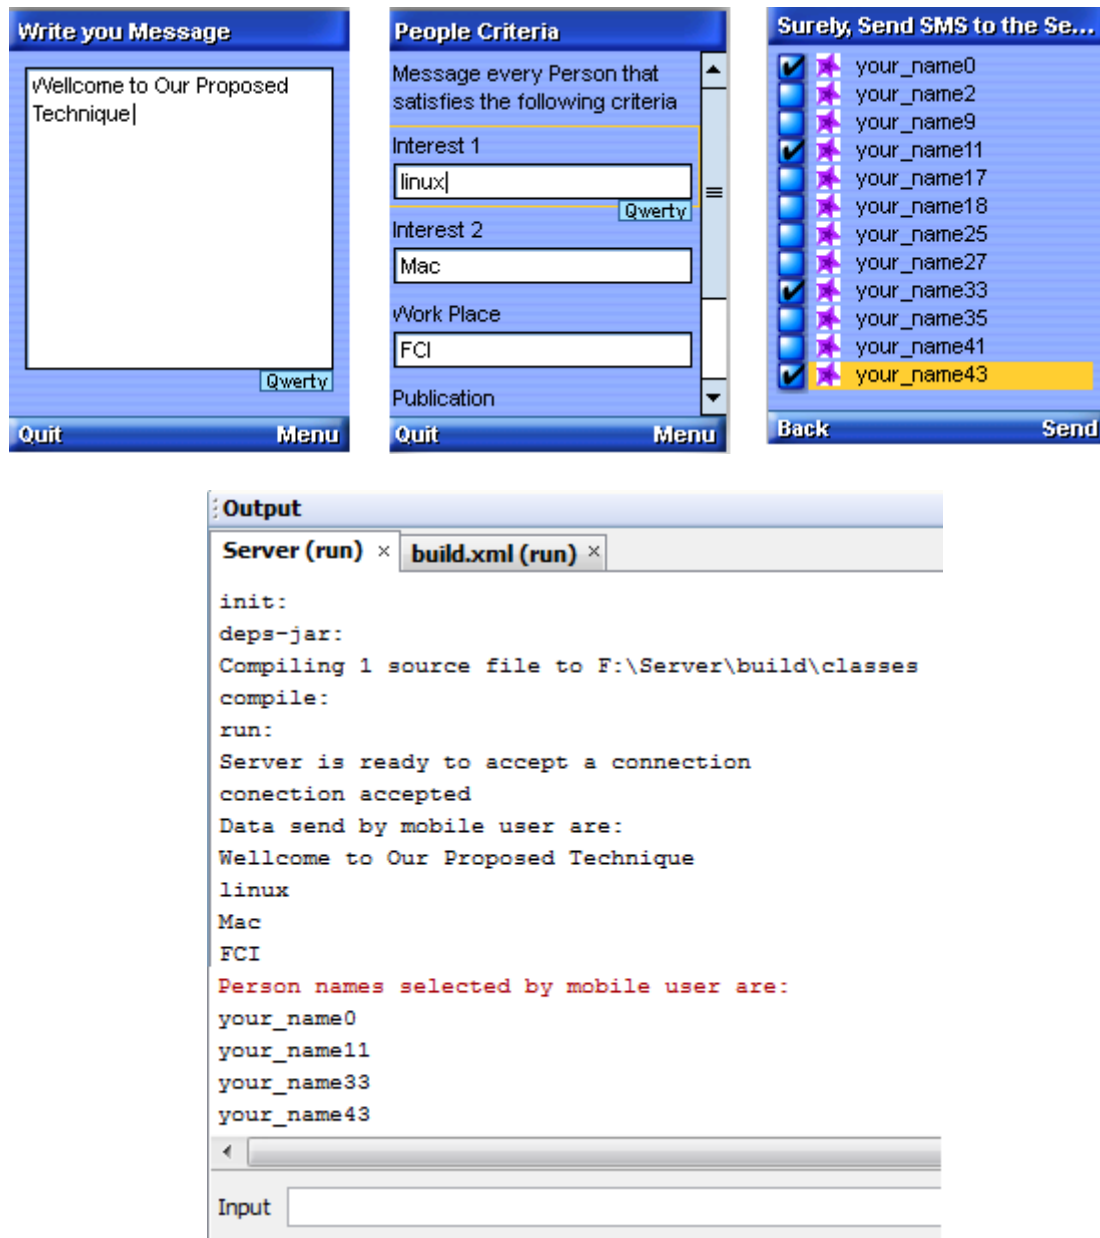 Write you Message
Wellcome to Our Proposed
Technique
Qwerty
Quit Menu
People Criteria
Message every Person that
satisfies the following criteria
Interest 1
linux
Qwerty
Interest 2
Mac
Work Place
FCI
Publication
Quit Menu
Surely, Send SMS to the Se...
your_name0
your_name2
your_name9
your_name11
your_name17
your_name18
your_name25
your_name27
your_name33
your_name35
your_name41
your_name43
Back Send
Output
Server (run) × build.xml (run) ×
init:
deps-jar:
Compiling 1 source file to F:\Server\build\classes
compile:
run:
Server is ready to accept a connection
conection accepted
Data send by mobile user are:
Wellcome to Our Proposed Technique
linux
Mac
FCI
Person names selected by mobile user are:
your_name0
your_name11
your_name33
your_name43
Input